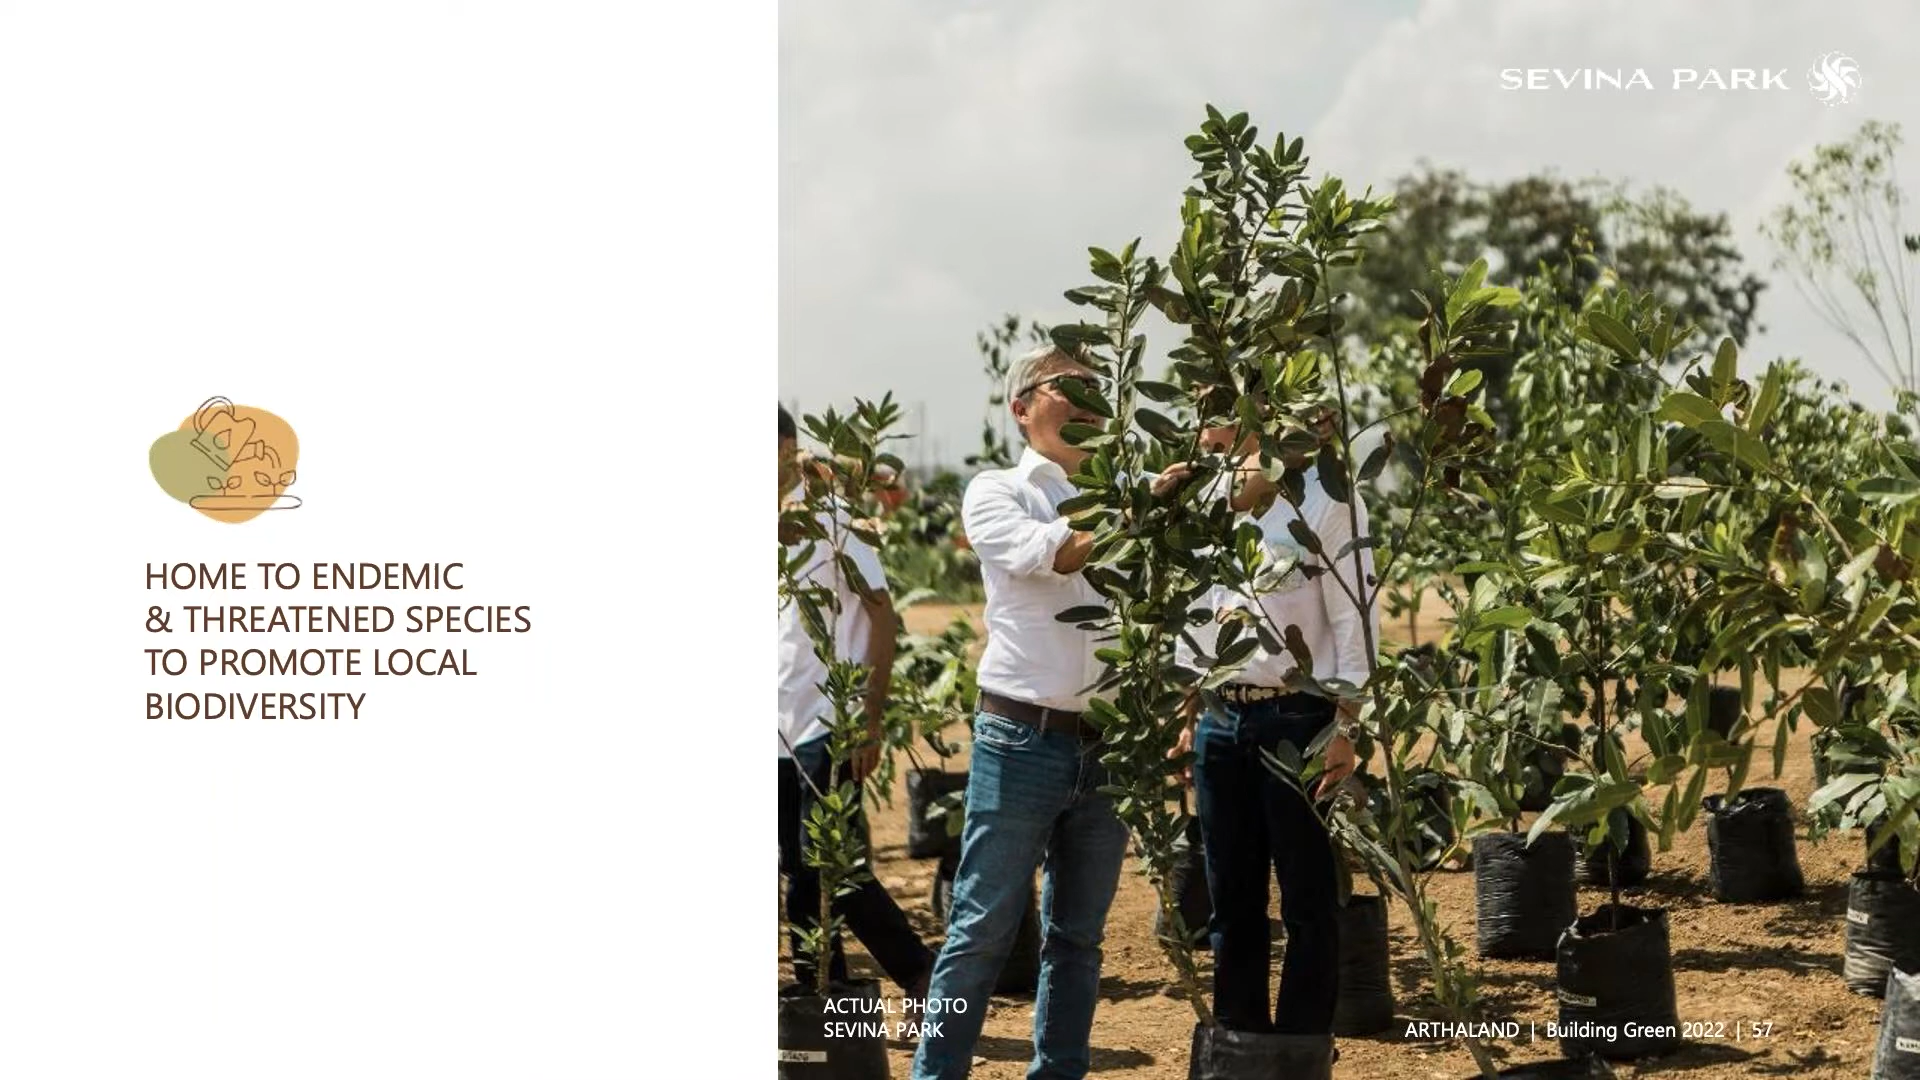 SEVINA PARK
HOME TO ENDEMIC
& THREATENED SPECIES
TO PROMOTE LOCAL
BIODIVERSITY
ACTUAL PHOTO
SEVINA PARK
ARTHALAND | Building Green 2022 | 57